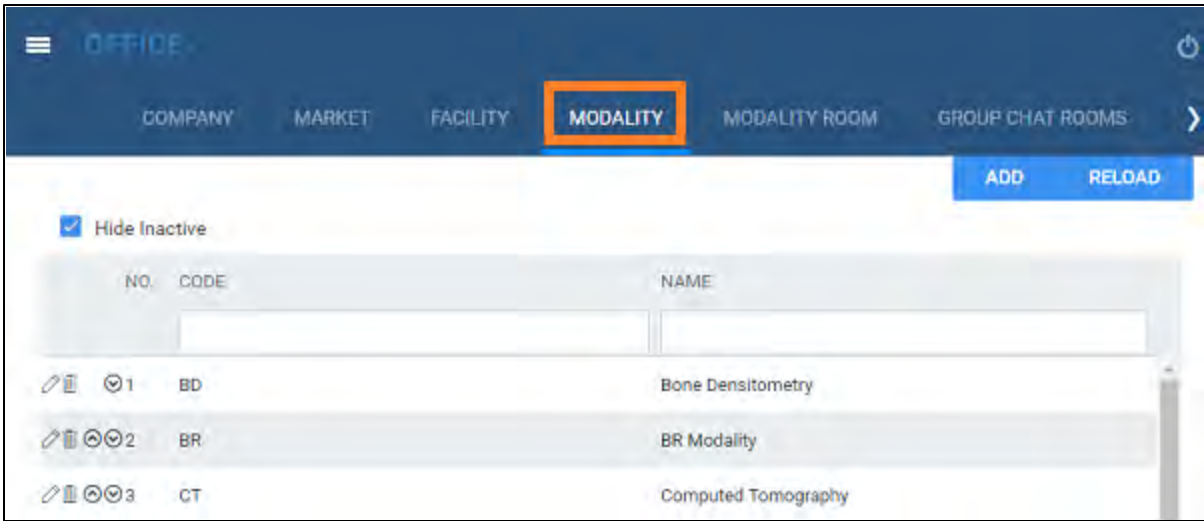 OFFICE
COMPANY MARKET FACILITY MODALITY MODALITY ROOM GROUP CHAT ROOMS
ADD RELOAD
Hide Inactive
NO. CODE NAME
1 BD Bone Densitometry
2 BR BR Modality
3 CT Computed Tomography